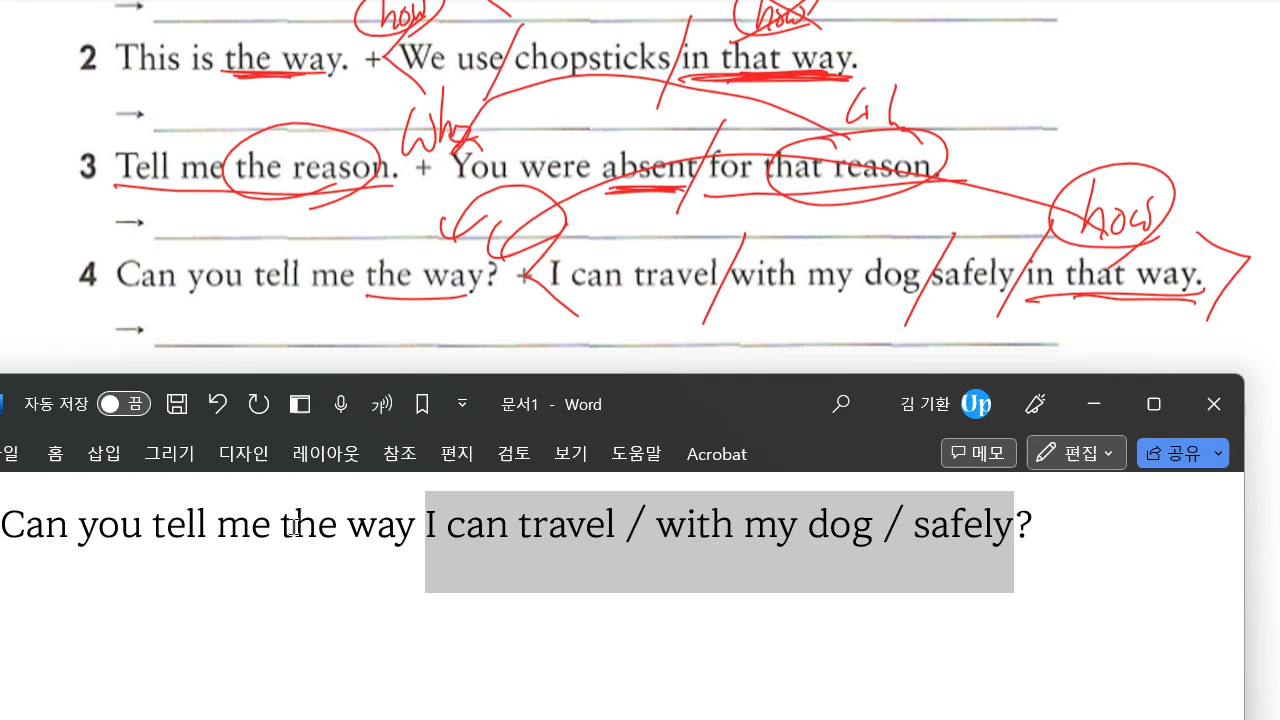 →
how
how
2 This is the way. + We use chopsticks in that way.
→
why
3 Tell me the reason. + You were absent for that reason.
→
how
4 Can you tell me the way? + I can travel with my dog safely in that way.
→
자동 저장 끔 가 문서1 - Word 김 기환 Up
일 홈 삽입 그리기 디자인 레이아웃 참조 편지 검토 보기 도움말 Acrobat 메모 편집 공유
Can you tell me the way I can travel / with my dog / safely?